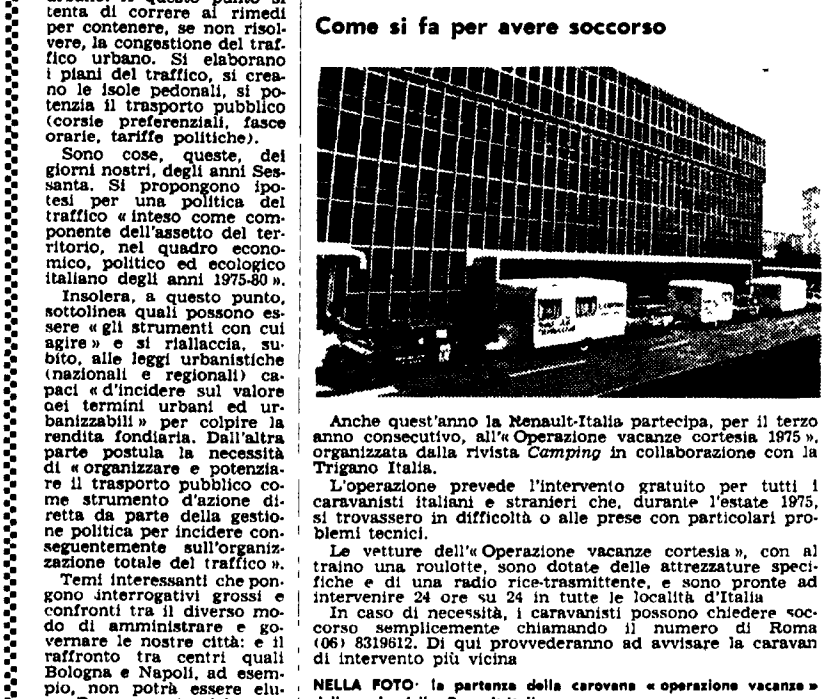 tenta di correre ai rimedi
per contenere, se non risol-
vere, la congestione del traf-
fico urbano. Si elaborano
i piani del traffico, si crea-
no le isole pedonali, si po-
tenzia il trasporto pubblico
(corsie preferenziali, fasce
orarie, tariffe politiche).
Sono cose, queste, dei
giorni nostri, degli anni Ses-
santa. Si propongono ipo-
tesi per una politica del
traffico « inteso come com-
ponente dell'assetto del ter-
ritorio, nel quadro econo-
mico, politico ed ecologico
italiano degli anni 1975-80 ».
Insolera, a questo punto,
sottolinea quali possono es-
sere « gli strumenti con cui
agire » e si riallaccia, su-
bito, alle leggi urbanistiche
(nazionali e regionali) ca-
paci « d'incidere sul valore
dei termini urbani ed ur-
banizzabili » per colpire la
rendita fondiaria. Dall'altra
parte postula la necessità
di « organizzare e potenzia-
re il trasporto pubblico co-
me strumento d'azione di-
retta da parte della gestio-
ne politica per incidere con-
seguentemente sull'organiz-
zazione totale del traffico ».
Temi interessanti che pon-
gono interrogativi grossi e
confronti tra il diverso mo-
do di amministrare e go-
vernare le nostre città: e il
raffronto tra centri quali
Bologna e Napoli, ad esem-
pio, non potrà essere elu-
Come si fa per avere soccorso
Anche quest'anno la Renault-Italia partecipa, per il terzo
anno consecutivo, all'« Operazione vacanze cortesia 1975 »,
organizzata dalla rivista Camping in collaborazione con la
Trigano Italia.
L'operazione prevede l'intervento gratuito per tutti i
caravanisti italiani e stranieri che, durante l'estate 1975,
si trovassero in difficoltà o alle prese con particolari pro-
blemi tecnici.
Le vetture dell'« Operazione vacanze cortesia », con al
traino una roulotte, sono dotate delle attrezzature speci-
fiche e di una radio rice-trasmittente, e sono pronte ad
intervenire 24 ore su 24 in tutte le località d'Italia
In caso di necessità, i caravanisti possono chiedere soc-
corso semplicemente chiamando il numero di Roma
(06) 8319612. Di qui provvederanno ad avvisare la caravan
di intervento più vicina
NELLA FOTO: la partenza della carovana « operazione vacanze »